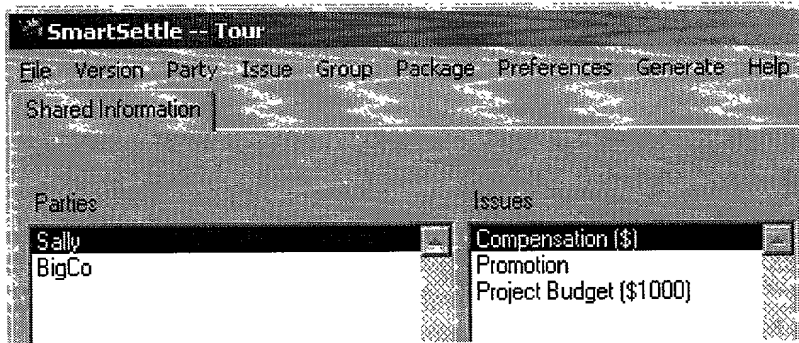 SmartSettle -- Tour
File Version Party Issue Group Package Preferences Generate Help
Shared Information
Parties
Issues
Sally
BigCo
Compensation ($)
Promotion
Project Budget ($1000)